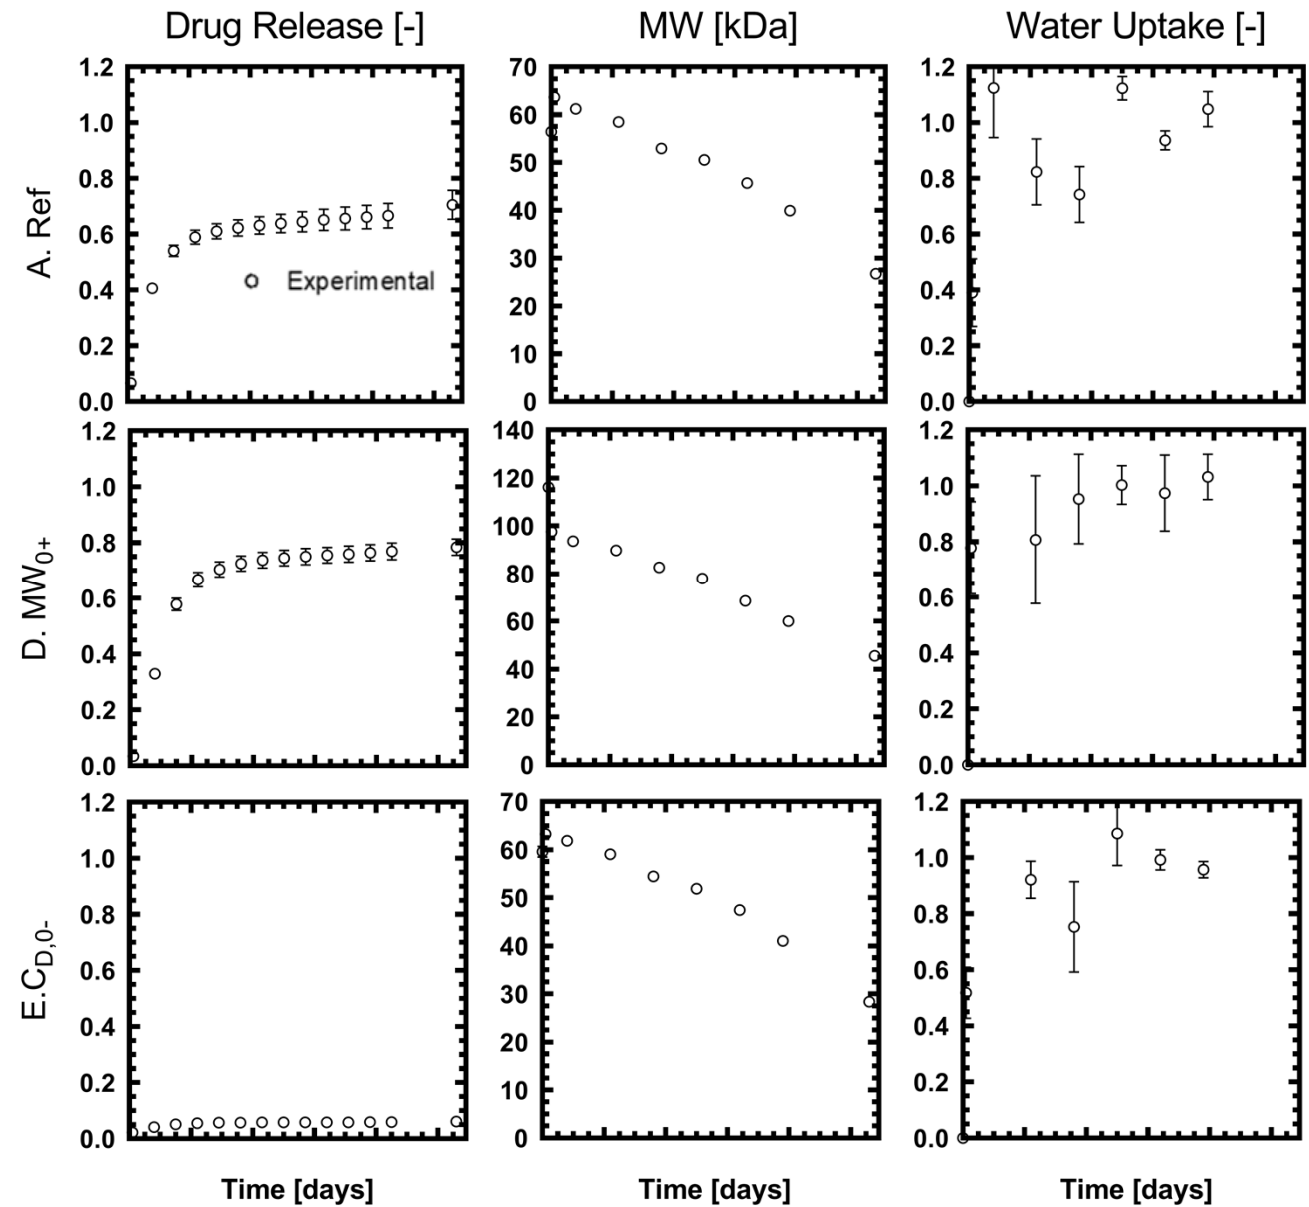 Drug Release [-] MW [kDa] Water Uptake [-]
A. Ref
1.2 70 1.2
1.0 60 1.0
0.8 50 0.8
0.6 40 0.6
0.4 30 0.4
0.2 20 0.2
0.0 10 0.0
0
Experimental
D. MW0+
1.2 140 1.2
1.0 120 1.0
0.8 100 0.8
0.6 80 0.6
0.4 60 0.4
0.2 40 0.2
0.0 20 0.0
0
E.CD,0-
1.2 70 1.2
1.0 60 1.0
0.8 50 0.8
0.6 40 0.6
0.4 30 0.4
0.2 20 0.2
0.0 10 0.0
0
Time [days] Time [days] Time [days]